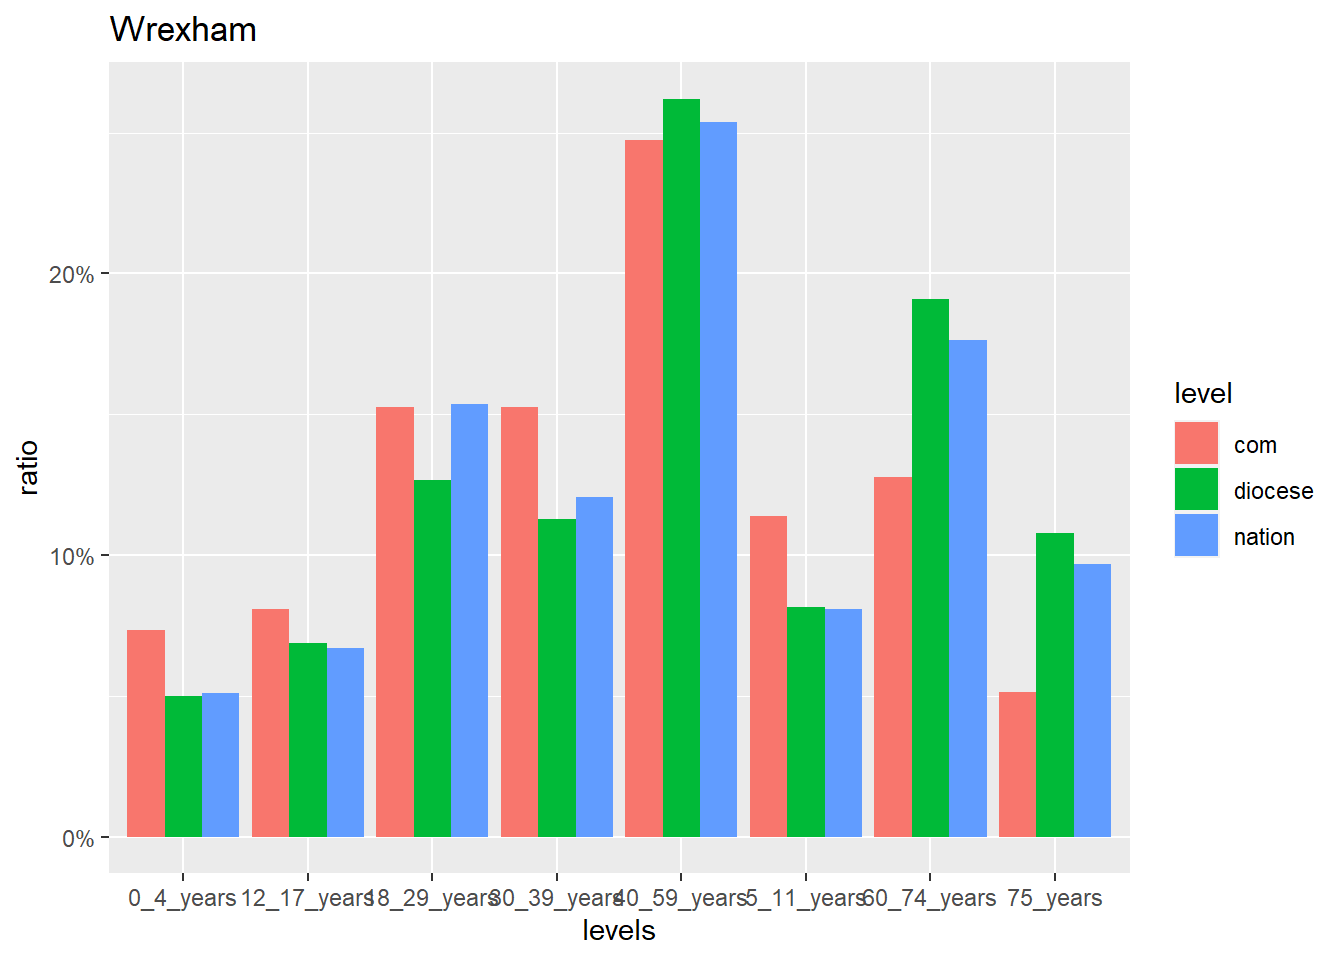 Wrexham
ratio
20%
10%
0%
0_4_years 12_17_years 18_29_years 30_39_years 40_59_years 5_11_years 60_74_years 75_years
levels
level
com
diocese
nation